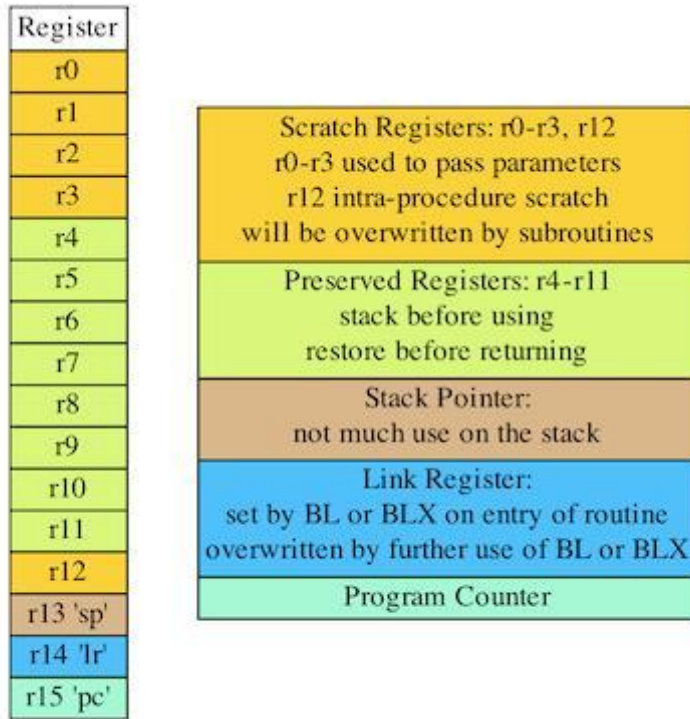 Register
r0
r1
r2
r3
r4
r5
r6
r7
r8
r9
r10
r11
r12
r13 'sp'
r14 'lr'
r15 'pc'
Scratch Registers: r0-r3, r12
r0-r3 used to pass parameters
r12 intra-procedure scratch
will be overwritten by subroutines
Preserved Registers: r4-r11
stack before using
restore before returning
Stack Pointer:
not much use on the stack
Link Register:
set by BL or BLX on entry of routine
overwritten by further use of BL or BLX
Program Counter